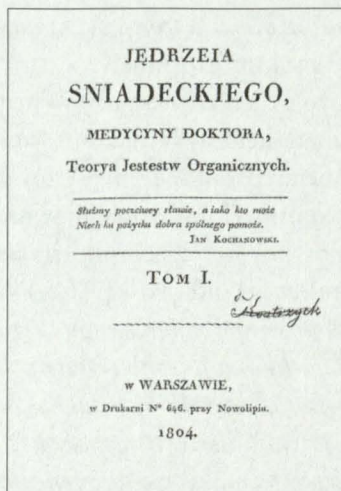 JĘDRZEIA
SNIADECKIEGO,
MEDYCYNY DOKTORA,
Teorya Jestestw Organicznych.
Służmy poczciwey sławie, a iako kto może
Niech ku pożytku dobra spólnego pomoże.
JAN KOCHANOWSKI.
TOM I.
w WARSZAWIE,
w Drukarni Nº 646. przy Nowolipiu.
1804.